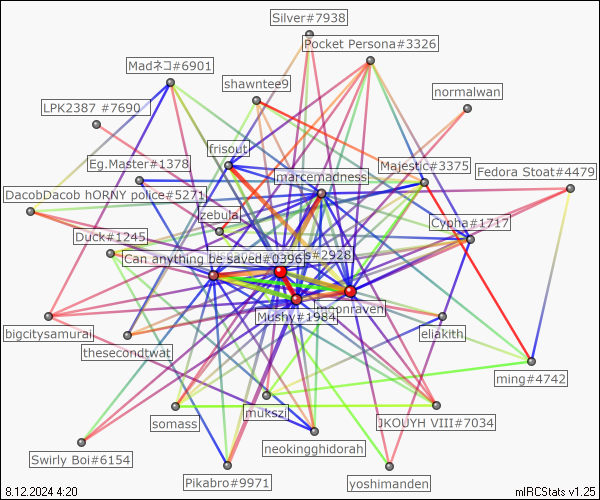 Silver#7938
Pocket Persona#3326
Madネコ#6901
shawntee9
normalwan
LPK2387 #7690
frisout
Eg.Master#1378
marcemadness
Majestic#3375
Fedora Stoat#4479
DacobDacob hORNY police#5271
zebula
Cypha#1717
Duck#1245
Can anything be saved#0396
s#2928
Mushy#1984
hnopnraven
bigcitysamurai
eliakith
thesecondtwat
ming#4742
mukszi
somass
JKOUYH VIII#7034
neokingghidorah
Swirly Boi#6154
Pikabro#9971
yoshimanden
8.12.2024 4:20
mIRCStats v1.25